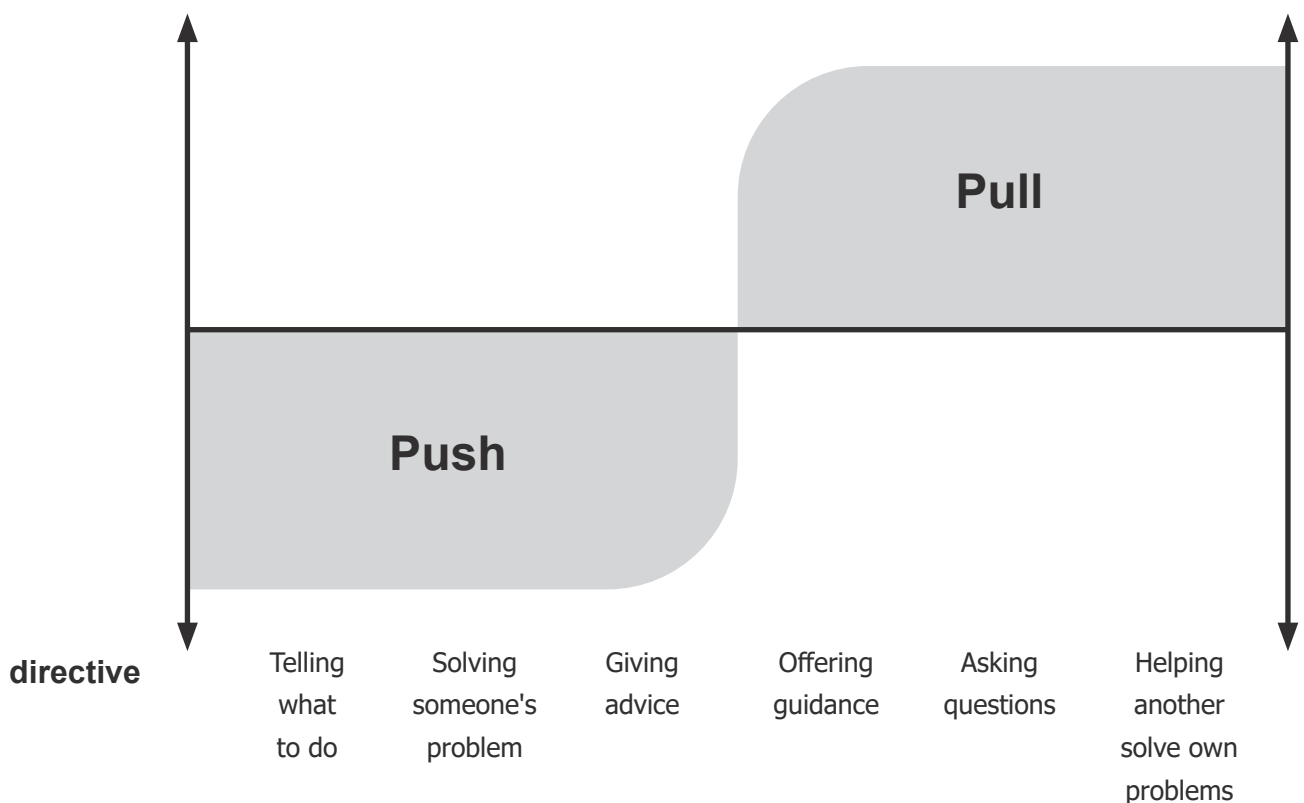 Pull
Push
directive
Telling
what
to do
Solving
someone's
problem
Giving
advice
Offering
guidance
Asking
questions
Helping
another
solve own
problems